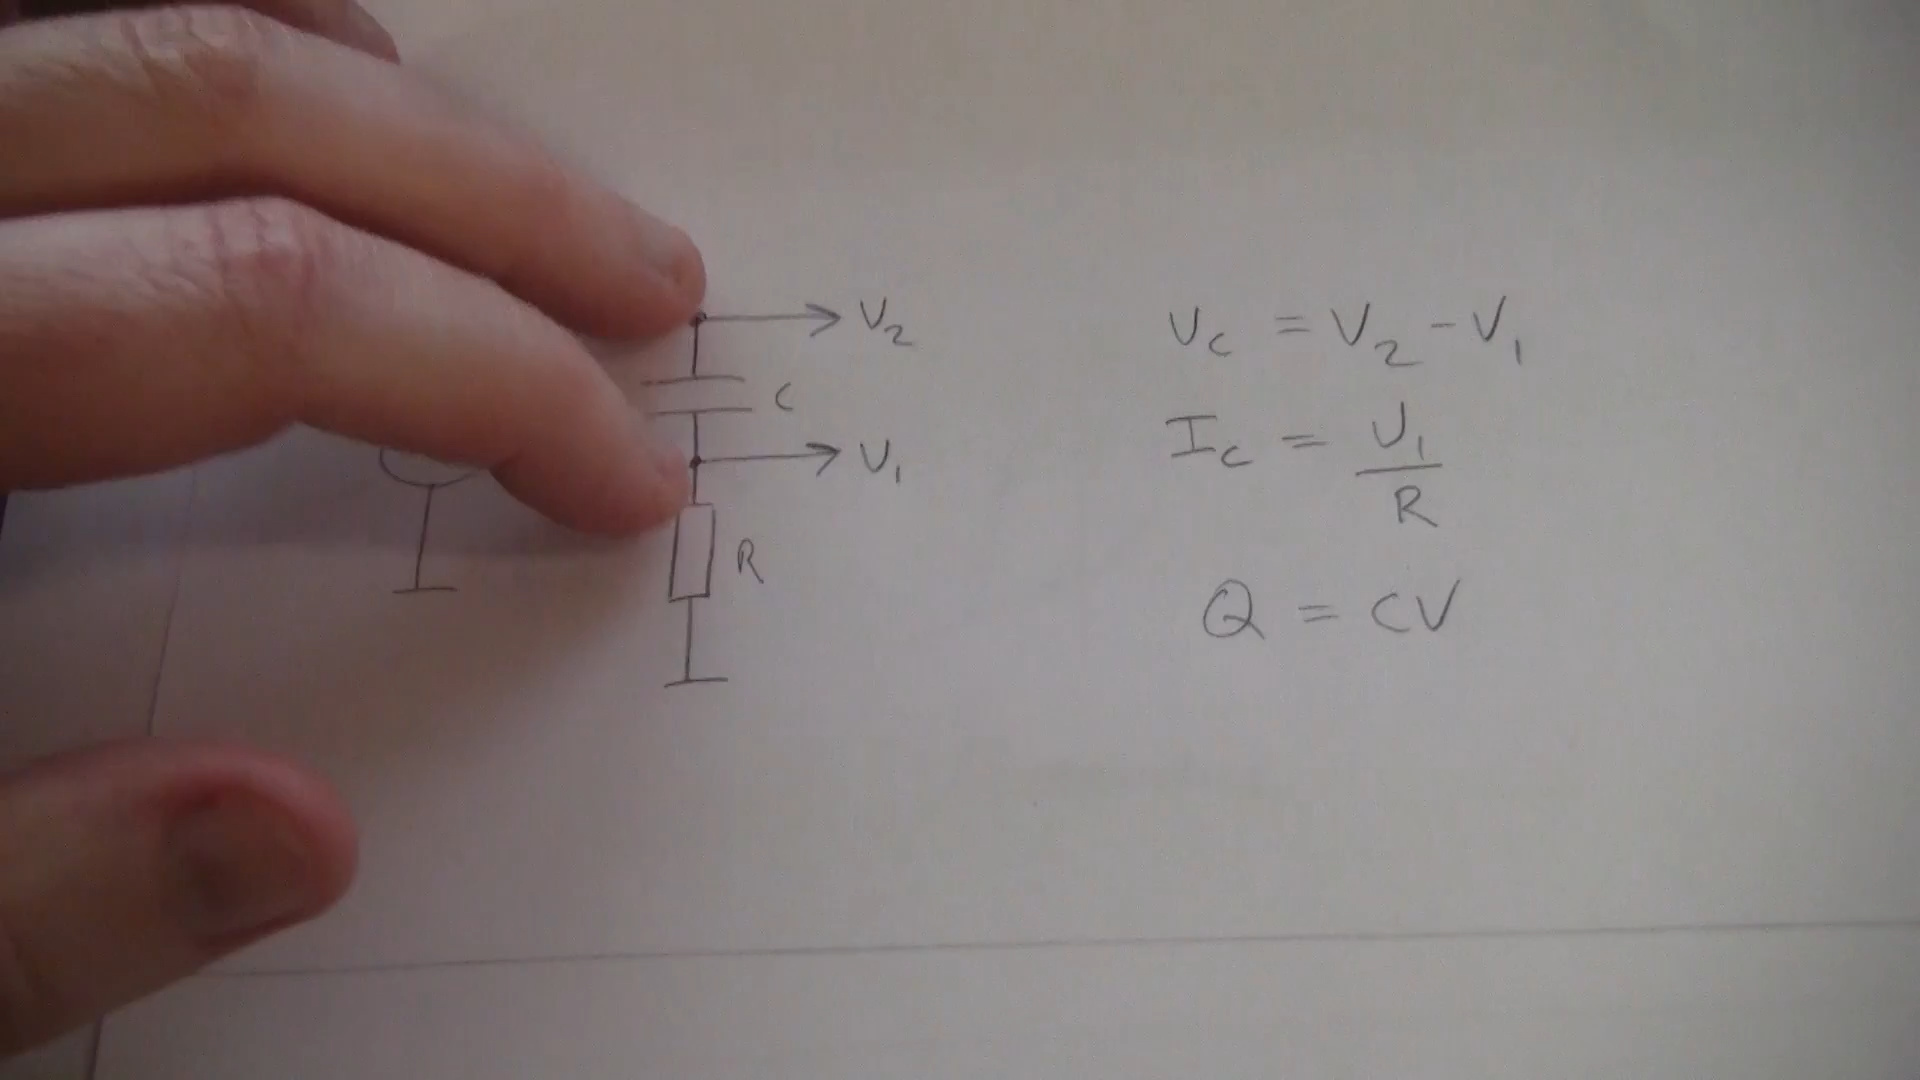 V2
C
V1
R
Vc = V2 - V1
Ic = V1/R
Q = CV